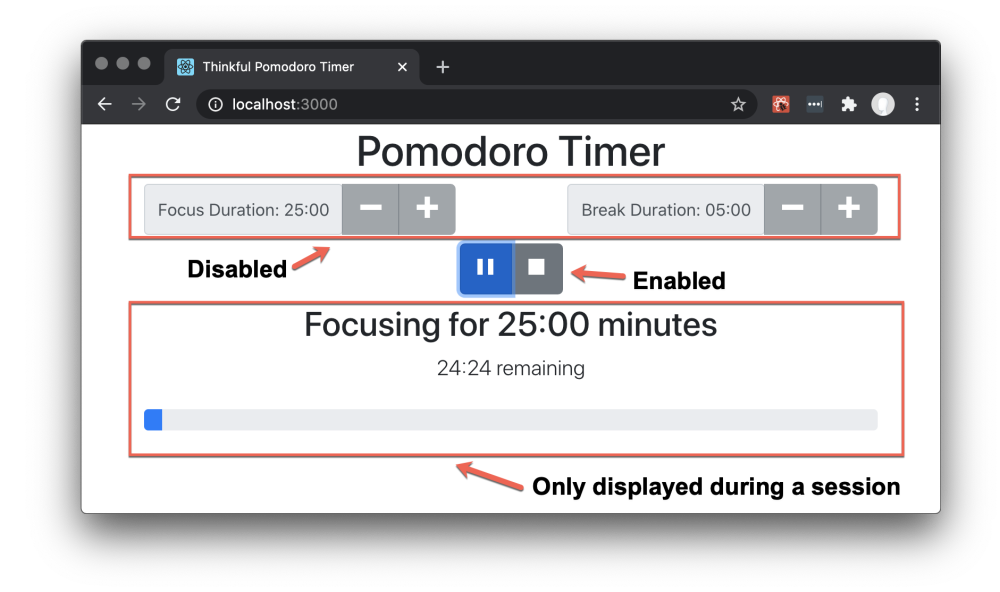 Thinkful Pomodoro Timer
localhost:3000
Pomodoro Timer
Focus Duration: 25:00
Break Duration: 05:00
Disabled
Enabled
Focusing for 25:00 minutes
24:24 remaining
Only displayed during a session